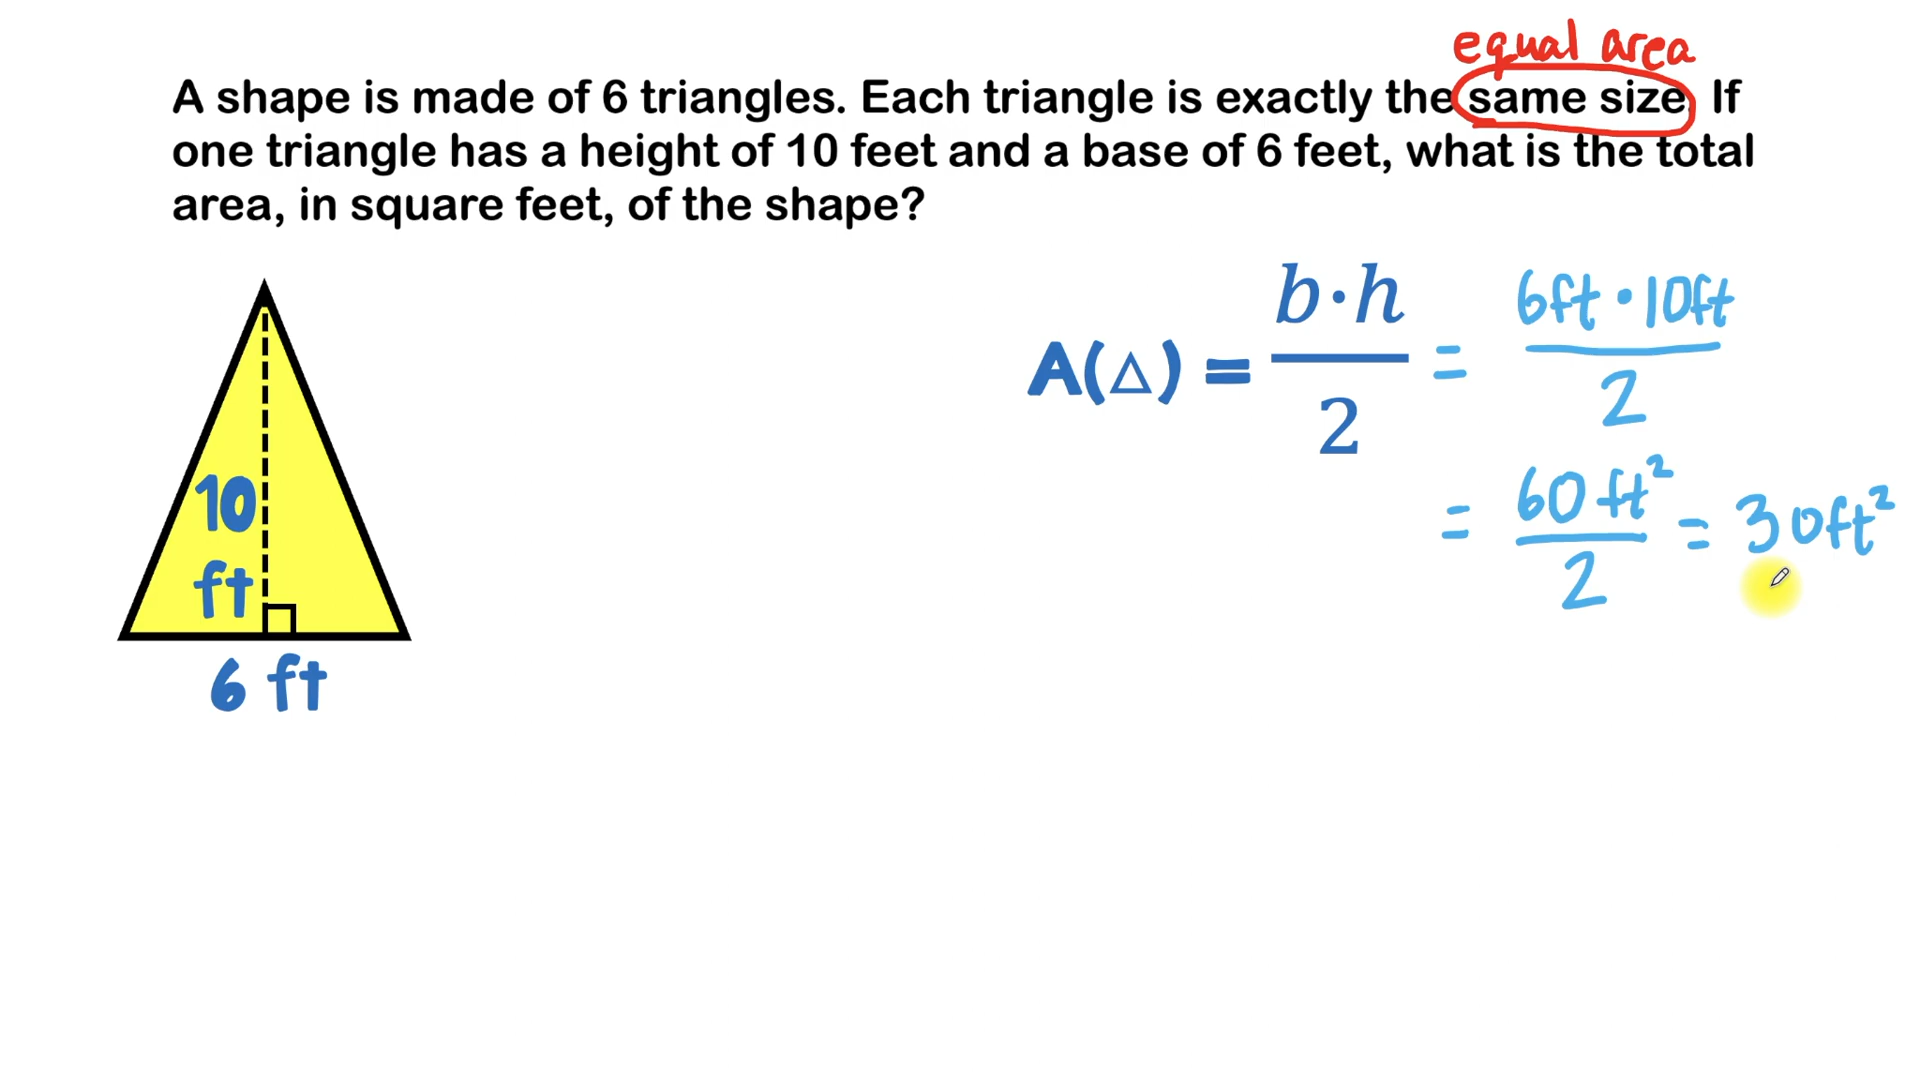 equal area
A shape is made of 6 triangles. Each triangle is exactly the same size. If
one triangle has a height of 10 feet and a base of 6 feet, what is the total
area, in square feet, of the shape?
A(△) = b·h / 2 = 6ft · 10ft / 2
= 60 ft² / 2 = 30ft²
10
ft
6 ft